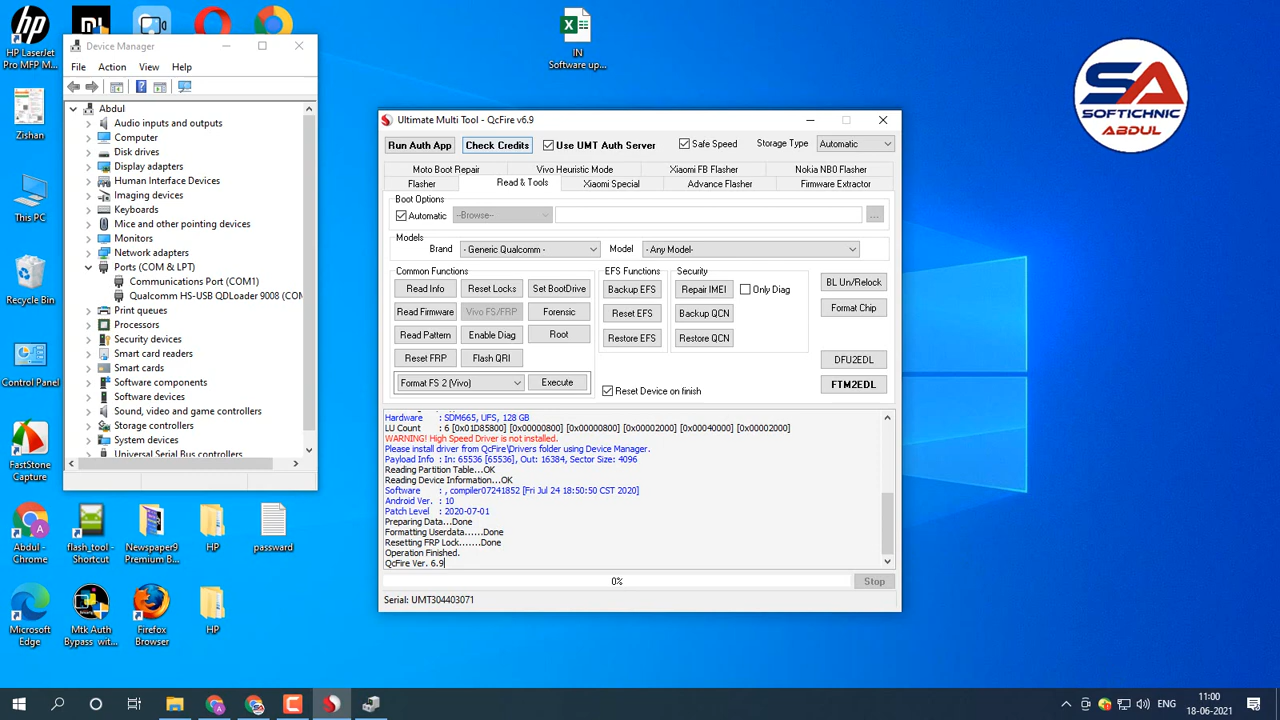 HP LaserJet
Pro MFP M...
Zishan
This PC
Recycle Bin
Control Panel
FastStone
Capture
Abdul -
Chrome
flash_tool -
Shortcut
Newspaper9
Premium B...
HP
passward
Microsoft
Edge
Mtk Auth
Bypass_wit...
Firefox
Browser
HP
IN
Software up...
SA
SOFTICHNIC
ABDUL
Device Manager
File Action View Help
Abdul
Audio inputs and outputs
Computer
Disk drives
Display adapters
Human Interface Devices
Imaging devices
Keyboards
Mice and other pointing devices
Monitors
Network adapters
Ports (COM & LPT)
Communications Port (COM1)
Qualcomm HS-USB QDLoader 9008 (COM
Print queues
Processors
Security devices
Smart card readers
Smart cards
Software components
Software devices
Sound, video and game controllers
Storage controllers
System devices
Universal Serial Bus controllers
Ultimate Multi Tool - QcFire v6.9
Run Auth App Check Credits Use UMT Auth Server Safe Speed Storage Type Automatic
Moto Boot Repair Vivo Heuristic Mode Xiaomi FB Flasher Nokia NB0 Flasher
Flasher Read & Tools Xiaomi Special Advance Flasher Firmware Extractor
Boot Options
Automatic --Browse-- ...
Models
Brand - Generic Qualcomm - Model - Any Model-
Common Functions EFS Functions Security
Read Info Reset Locks Set BootDrive Backup EFS Repair IMEI Only Diag BL Un/Relock
Read Firmware Vivo FS/FRP Forensic Reset EFS Backup QCN Format Chip
Read Pattern Enable Diag Root Restore EFS Restore QCN
Reset FRP Flash QRI DFU2EDL
Format FS 2 (Vivo) Execute Reset Device on finish FTM2EDL
Hardware : SDM665, UFS, 128 GB
LU Count : 6 [0x01D85800] [0x00000800] [0x00000800] [0x00002000] [0x00040000] [0x00002000]
WARNING! High Speed Driver is not installed.
Please install driver from QcFire\Drivers folder using Device Manager.
Payload Info : In: 65536 [65536], Out: 16384, Sector Size: 4096
Reading Partition Table...OK
Reading Device Information...OK
Software : , compiler07241852 [Fri Jul 24 18:50:50 CST 2020]
Android Ver. : 10
Patch Level : 2020-07-01
Preparing Data...Done
Formatting Userdata......Done
Resetting FRP Lock......Done
Operation Finished.
QcFire Ver. 6.9
0% Stop
Serial: UMT304403071
ENG
11:00
18-06-2021